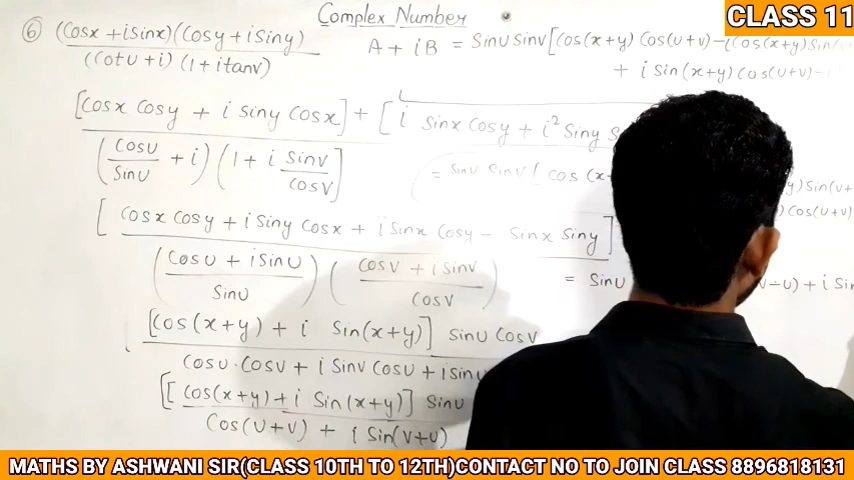 Complex Number
CLASS 11
⑥ (Cosx + iSinx)(Cosy + iSiny)
(Cotu + i) (1 + itanv)
A + iB = Sinu Sinv [Cos(x+y) Cos(u+v) - i Cos(x+y) Sin(
+ i Sin(x+y) Cos(u+v) -
[Cosx Cosy + i Siny Cosx] + [i Sinx Cosy + i² Siny
(CosU/SinU + i) (1 + i Sinv/CosV]
= Sinu Sinv [ Cos (x
y) Sin(v+
) Cos(u+v)
[ Cosx Cosy + i Siny Cosx + i Sinx Cosy - Sinx Siny]
(CosU + iSinU / SinU) (CosV + iSinv / CosV)
= Sinu
v-u) + i Sin
[Cos(x+y) + i Sin(x+y)] SinU CosV
CosU·Cosv + i Sinv Cosu + i Sinu
[[Cos(x+y) + i Sin(x+y)] Sinu
Cos(U+V) + i Sin(V+U)
MATHS BY ASHWANI SIR(CLASS 10TH TO 12TH)CONTACT NO TO JOIN CLASS 8896818131